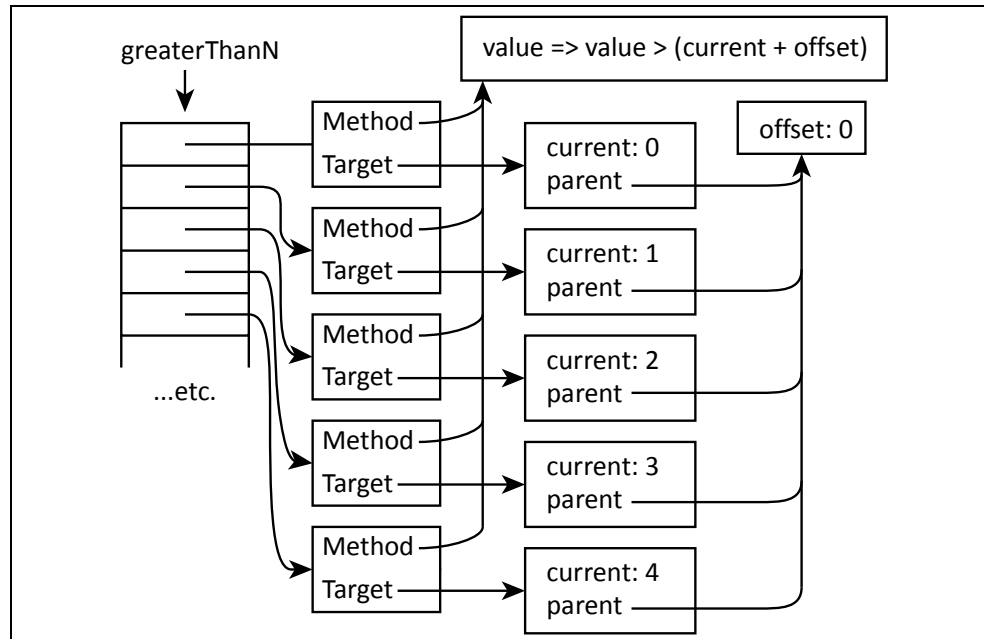 greaterThanN
value => value > (current + offset)
offset: 0
Method
Target
current: 0
parent
Method
Target
current: 1
parent
Method
Target
current: 2
parent
Method
Target
current: 3
parent
Method
Target
current: 4
parent
...etc.